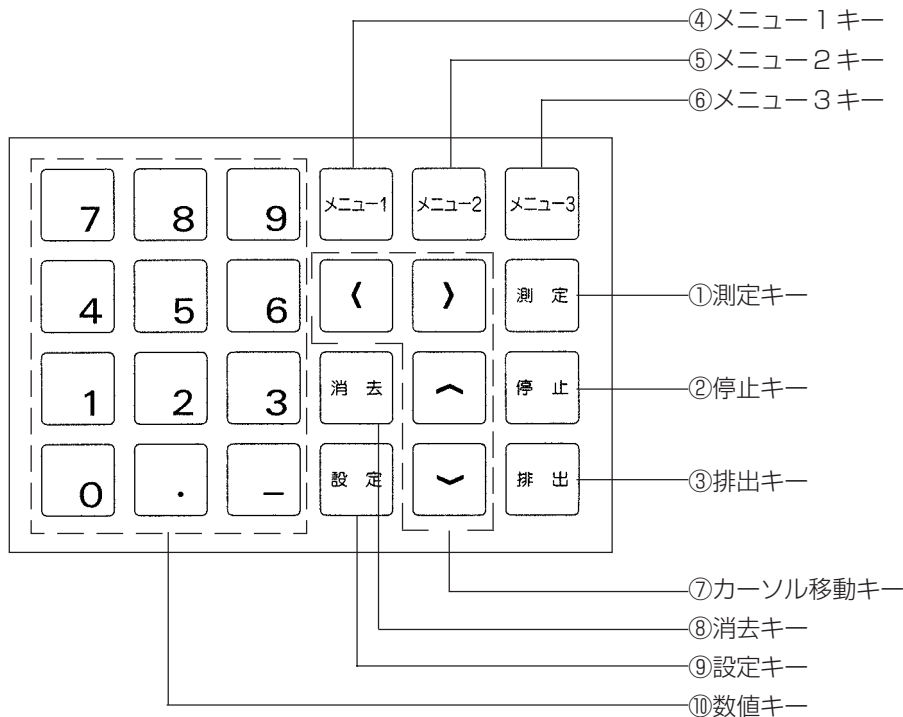 ④メニュー１キー
⑤メニュー２キー
⑥メニュー３キー
7 8 9 メニュー1 メニュー2 メニュー3
4 5 6 〈 〉 測定
①測定キー
1 2 3 消去 ︿ 停止
②停止キー
0 . − 設定 ﹀ 排出
③排出キー
⑦カーソル移動キー
⑧消去キー
⑨設定キー
⑩数値キー